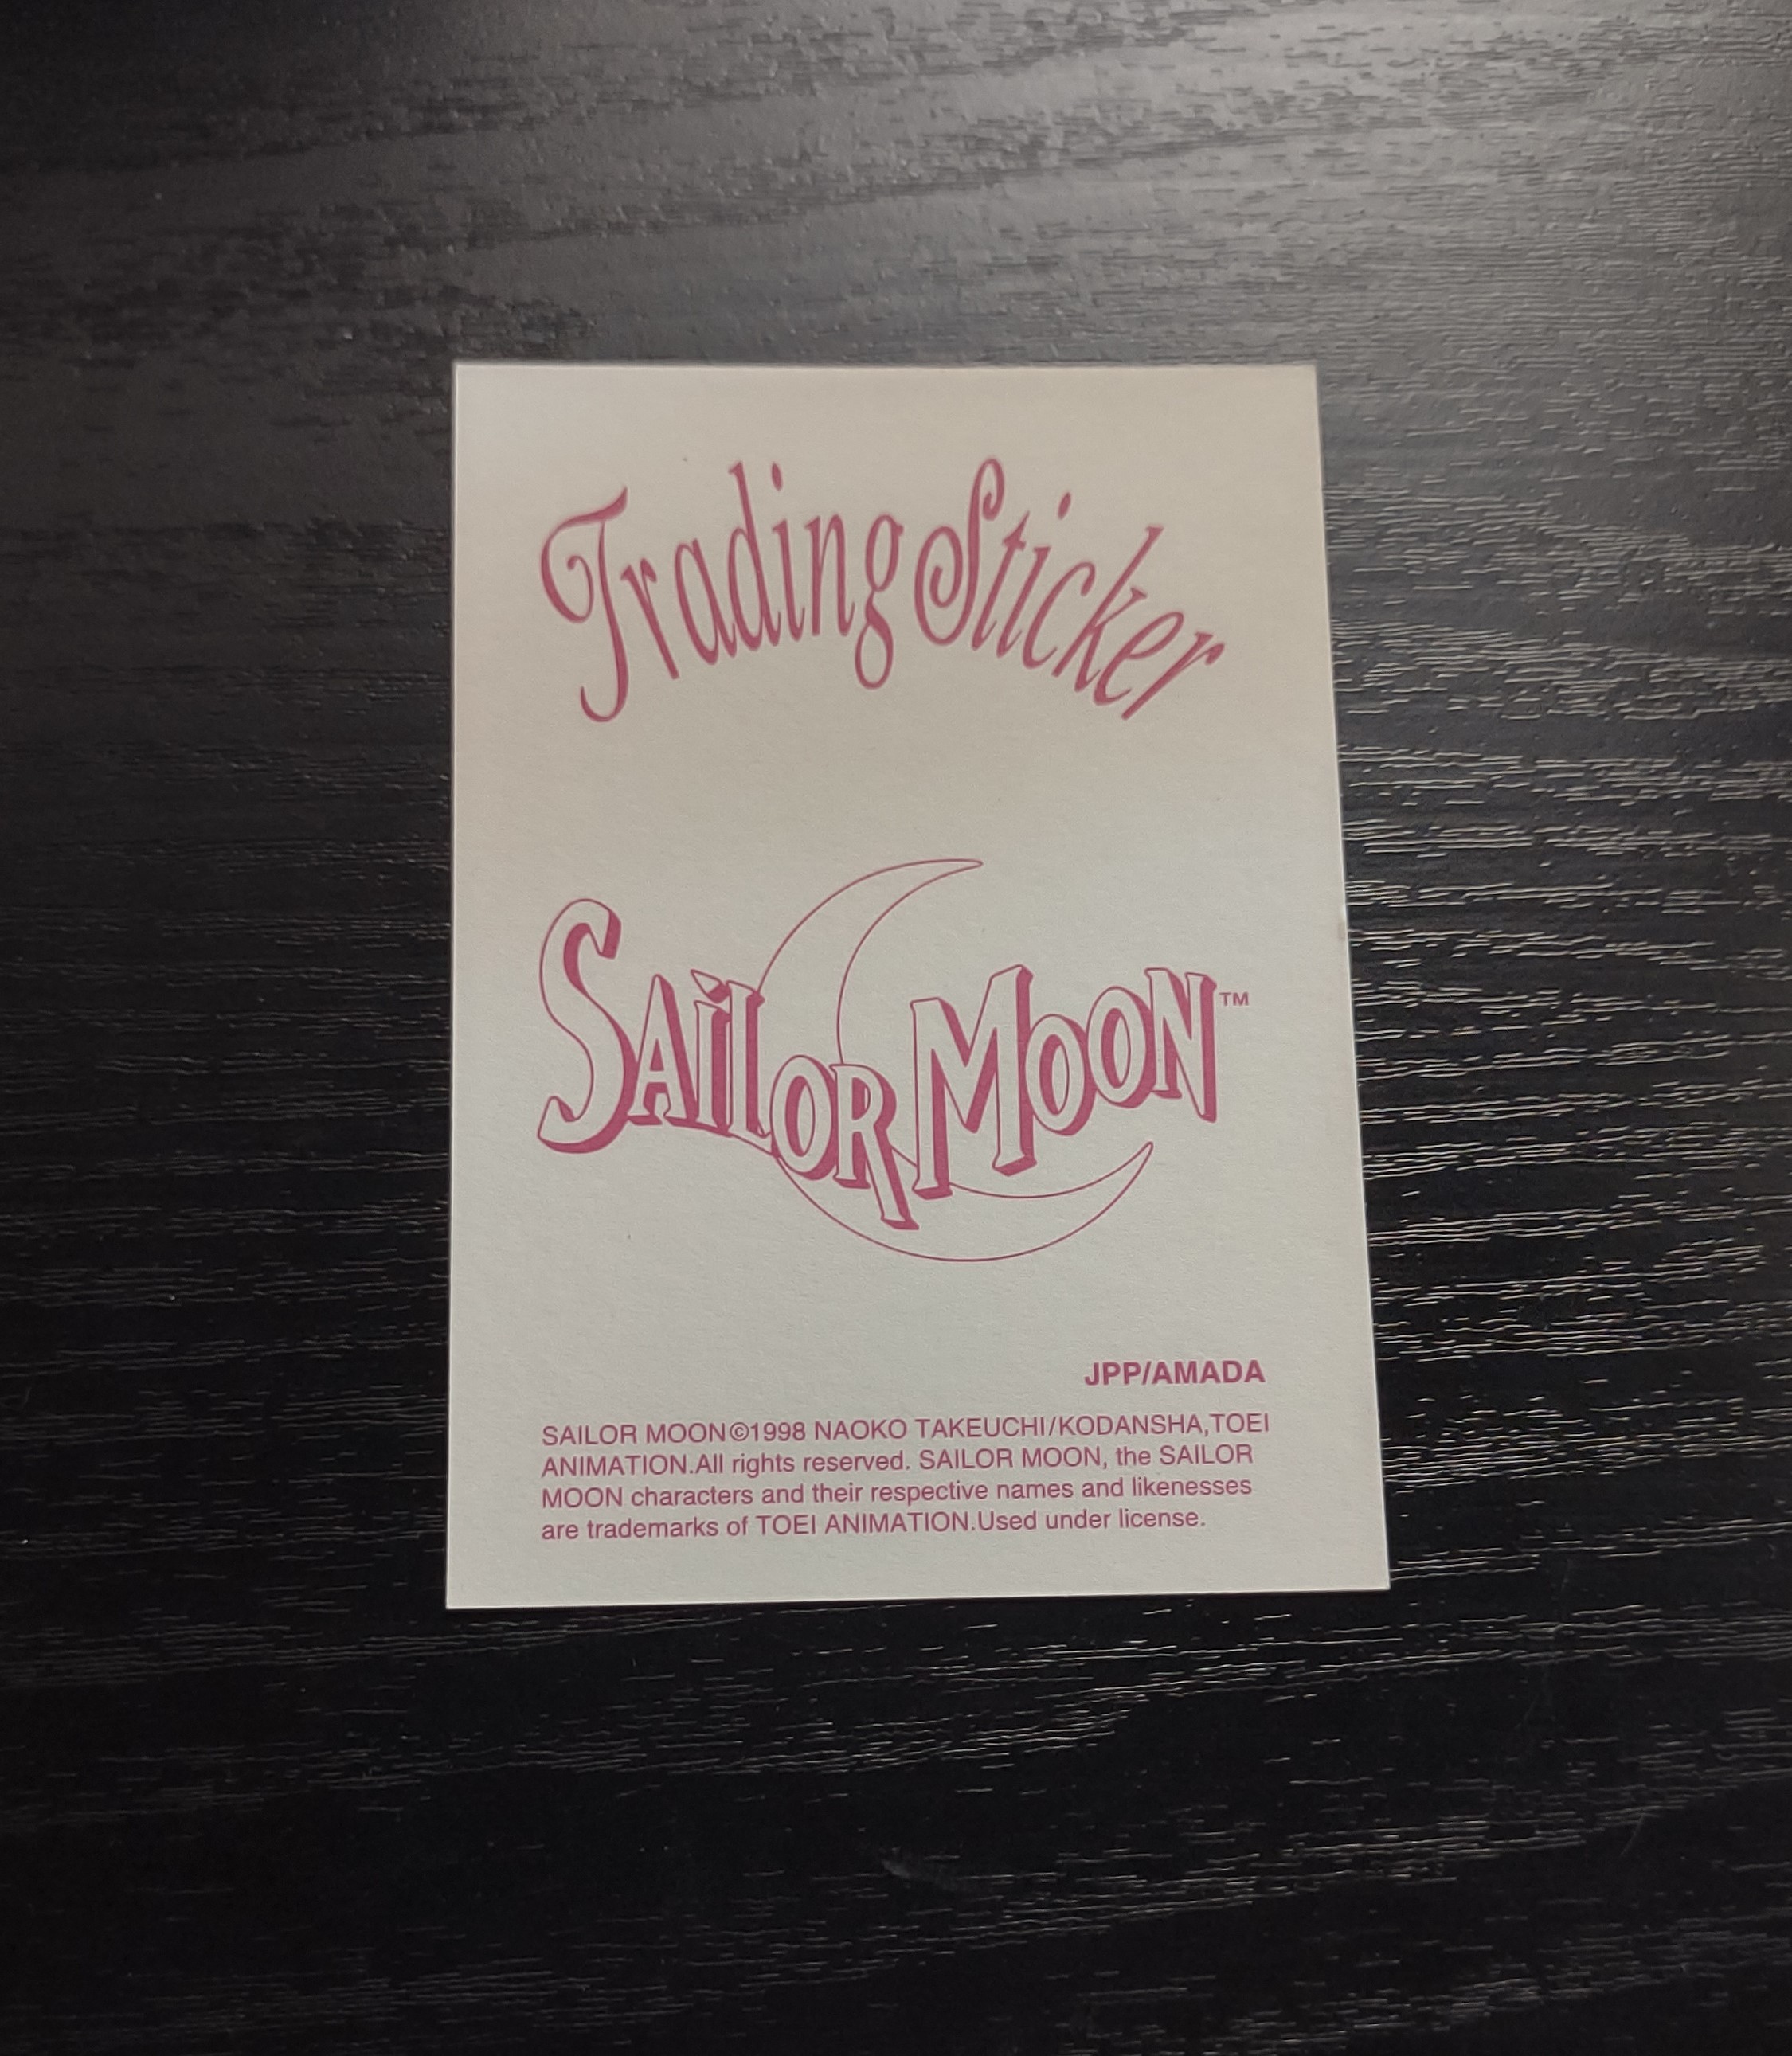 Trading Sticker
SAiLOR MOON™
JPP/AMADA
SAILOR MOON©1998 NAOKO TAKEUCHI/KODANSHA,TOEI
ANIMATION.All rights reserved. SAILOR MOON, the SAILOR
MOON characters and their respective names and likenesses
are trademarks of TOEI ANIMATION.Used under license.